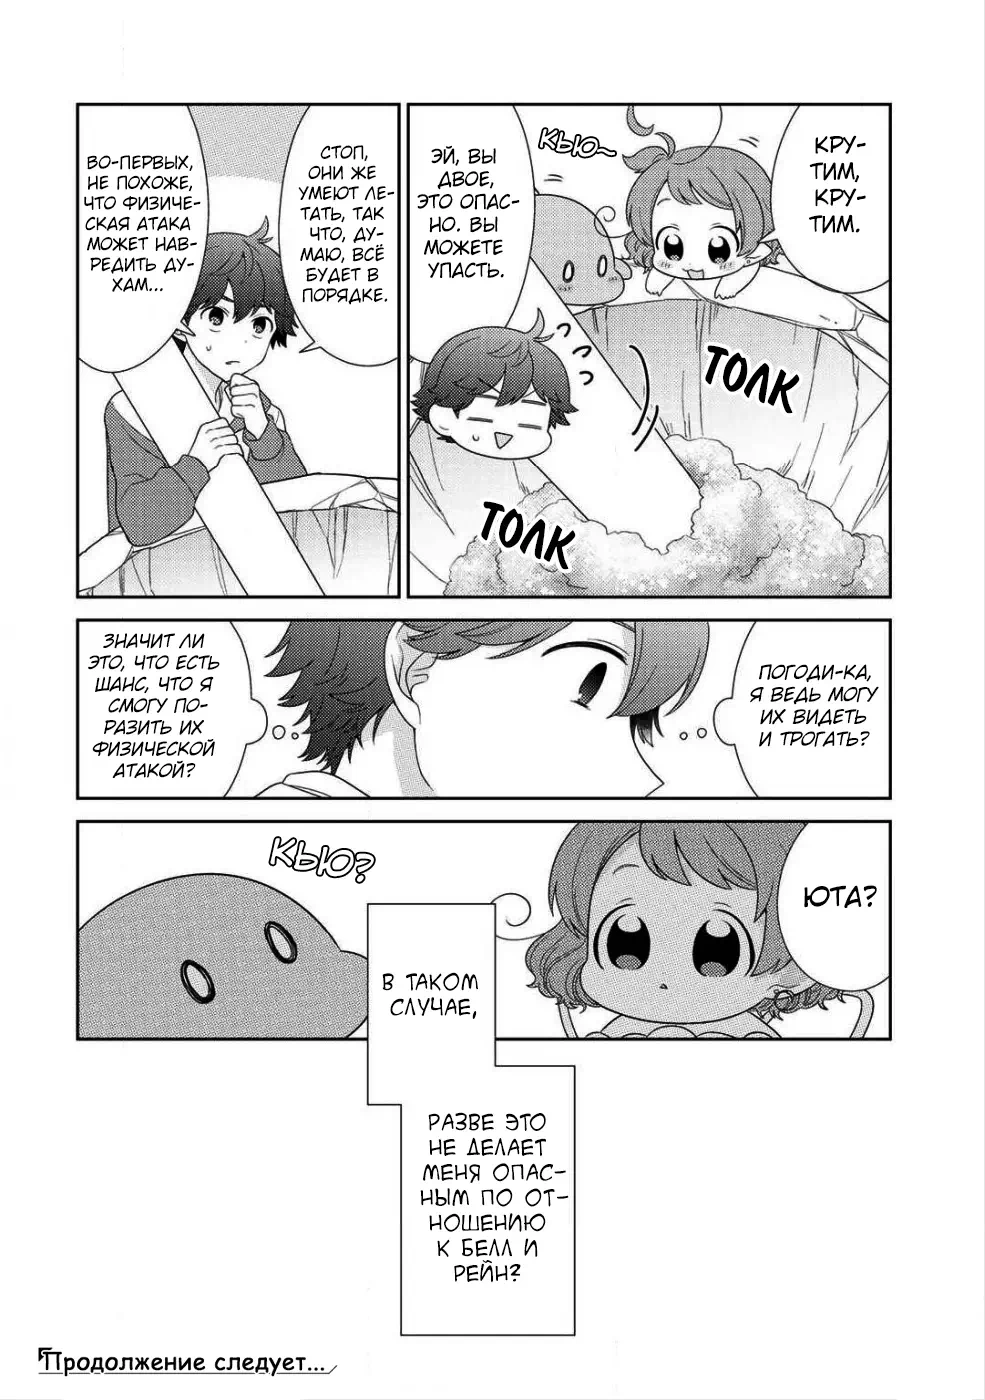 КРУ-
ТИМ,
КРУ-
ТИМ.
КЬЮ~
ЭЙ, ВЫ
ДВОЕ,
ЭТО ОПАС-
НО. ВЫ
МОЖЕТЕ
УПАСТЬ.
ТОЛК
ТОЛК
СТОП,
ОНИ ЖЕ
УМЕЮТ ЛЕ-
ТАТЬ, ТАК
ЧТО, ДУ-
МАЮ, ВСЁ
БУДЕТ В
ПОРЯДКЕ.
ВО-ПЕРВЫХ,
НЕ ПОХОЖЕ,
ЧТО ФИЗИЧЕ-
СКАЯ АТАКА
МОЖЕТ НАВ-
РЕДИТЬ ДУ-
ХАМ...
ПОГОДИ-КА,
Я ВЕДЬ МОГУ
ИХ ВИДЕТЬ
И ТРОГАТЬ?
ЗНАЧИТ ЛИ
ЭТО, ЧТО ЕСТЬ
ШАНС, ЧТО Я
СМОГУ ПО-
РАЗИТЬ ИХ
ФИЗИЧЕСКОЙ
АТАКОЙ?
ЮТА?
КЬЮ?
В ТАКОМ
СЛУЧАЕ,
РАЗВЕ ЭТО
НЕ ДЕЛАЕТ
МЕНЯ ОПАС-
НЫМ ПО ОТ-
НОШЕНИЮ
К БЕЛЛ И
РЕЙН?
Продолжение следует...